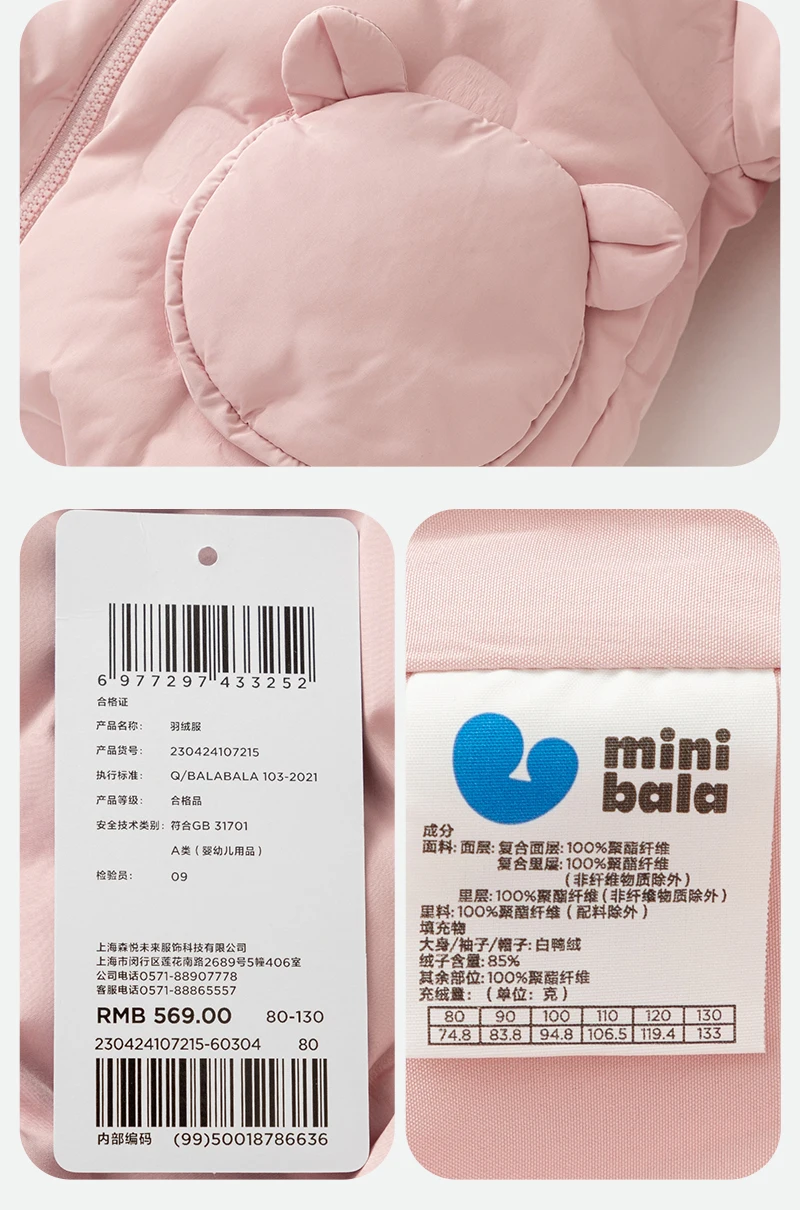 6 977297 433252
合格证
产品名称: 羽绒服
产品货号: 230424107215
执行标准: Q/BALABALA 103-2021
产品等级: 合格品
安全技术类别: 符合GB 31701
A类(婴幼儿用品)
检验员: 09
上海森悦未来服饰科技有限公司
上海市闵行区莲花南路2689号5幢406室
公司电话0571-88907778
客服电话0571-88865557
RMB 569.00 80-130
230424107215-60304 80
内部编码 (99)50018786636
mini
bala
成分
面料: 面层: 复合面层: 100%聚酯纤维
复合里层: 100%聚酯纤维
(非纤维物质除外)
里层: 100%聚酯纤维(非纤维物质除外)
里料: 100%聚酯纤维(配料除外)
填充物
大身/袖子/帽子: 白鸭绒
绒子含量: 85%
其余部位: 100%聚酯纤维
充绒量: (单位: 克)
80 90 100 110 120 130
74.8 83.8 94.8 106.5 119.4 133